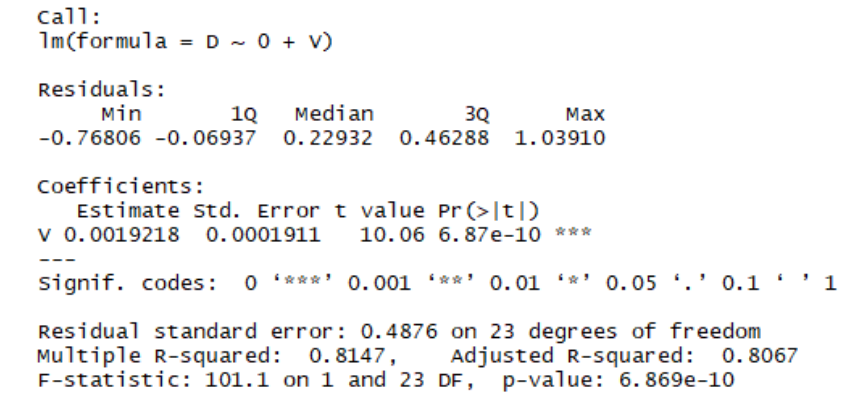 Call:
lm(formula = D ~ 0 + V)
Residuals:
Min 1Q Median 3Q Max
-0.76806 -0.06937 0.22932 0.46288 1.03910
Coefficients:
Estimate Std. Error t value Pr(>|t|)
V 0.0019218 0.0001911 10.06 6.87e-10 ***
---
Signif. codes: 0 ‘***’ 0.001 ‘**’ 0.01 ‘*’ 0.05 ‘.’ 0.1 ‘ ’ 1
Residual standard error: 0.4876 on 23 degrees of freedom
Multiple R-squared: 0.8147, Adjusted R-squared: 0.8067
F-statistic: 101.1 on 1 and 23 DF, p-value: 6.869e-10